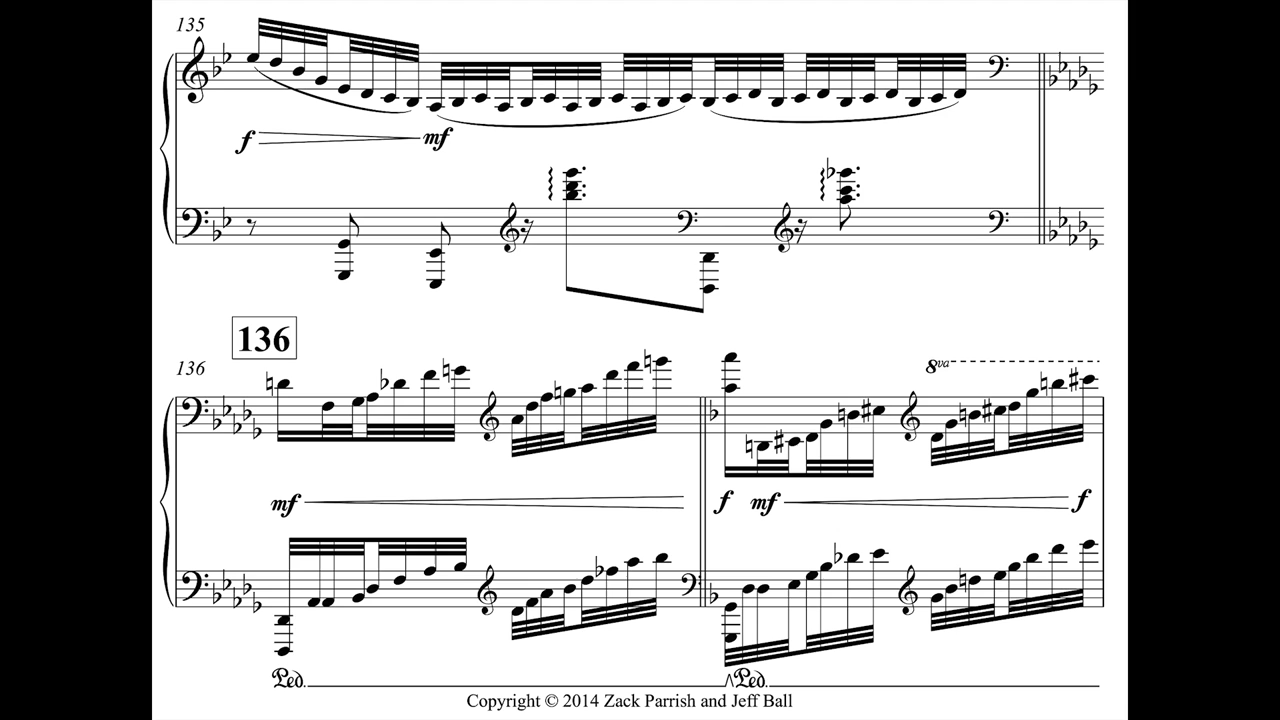 135
f mf
136
136
8va
mf f mf f
Ped. Ped.
Copyright © 2014 Zack Parrish and Jeff Ball